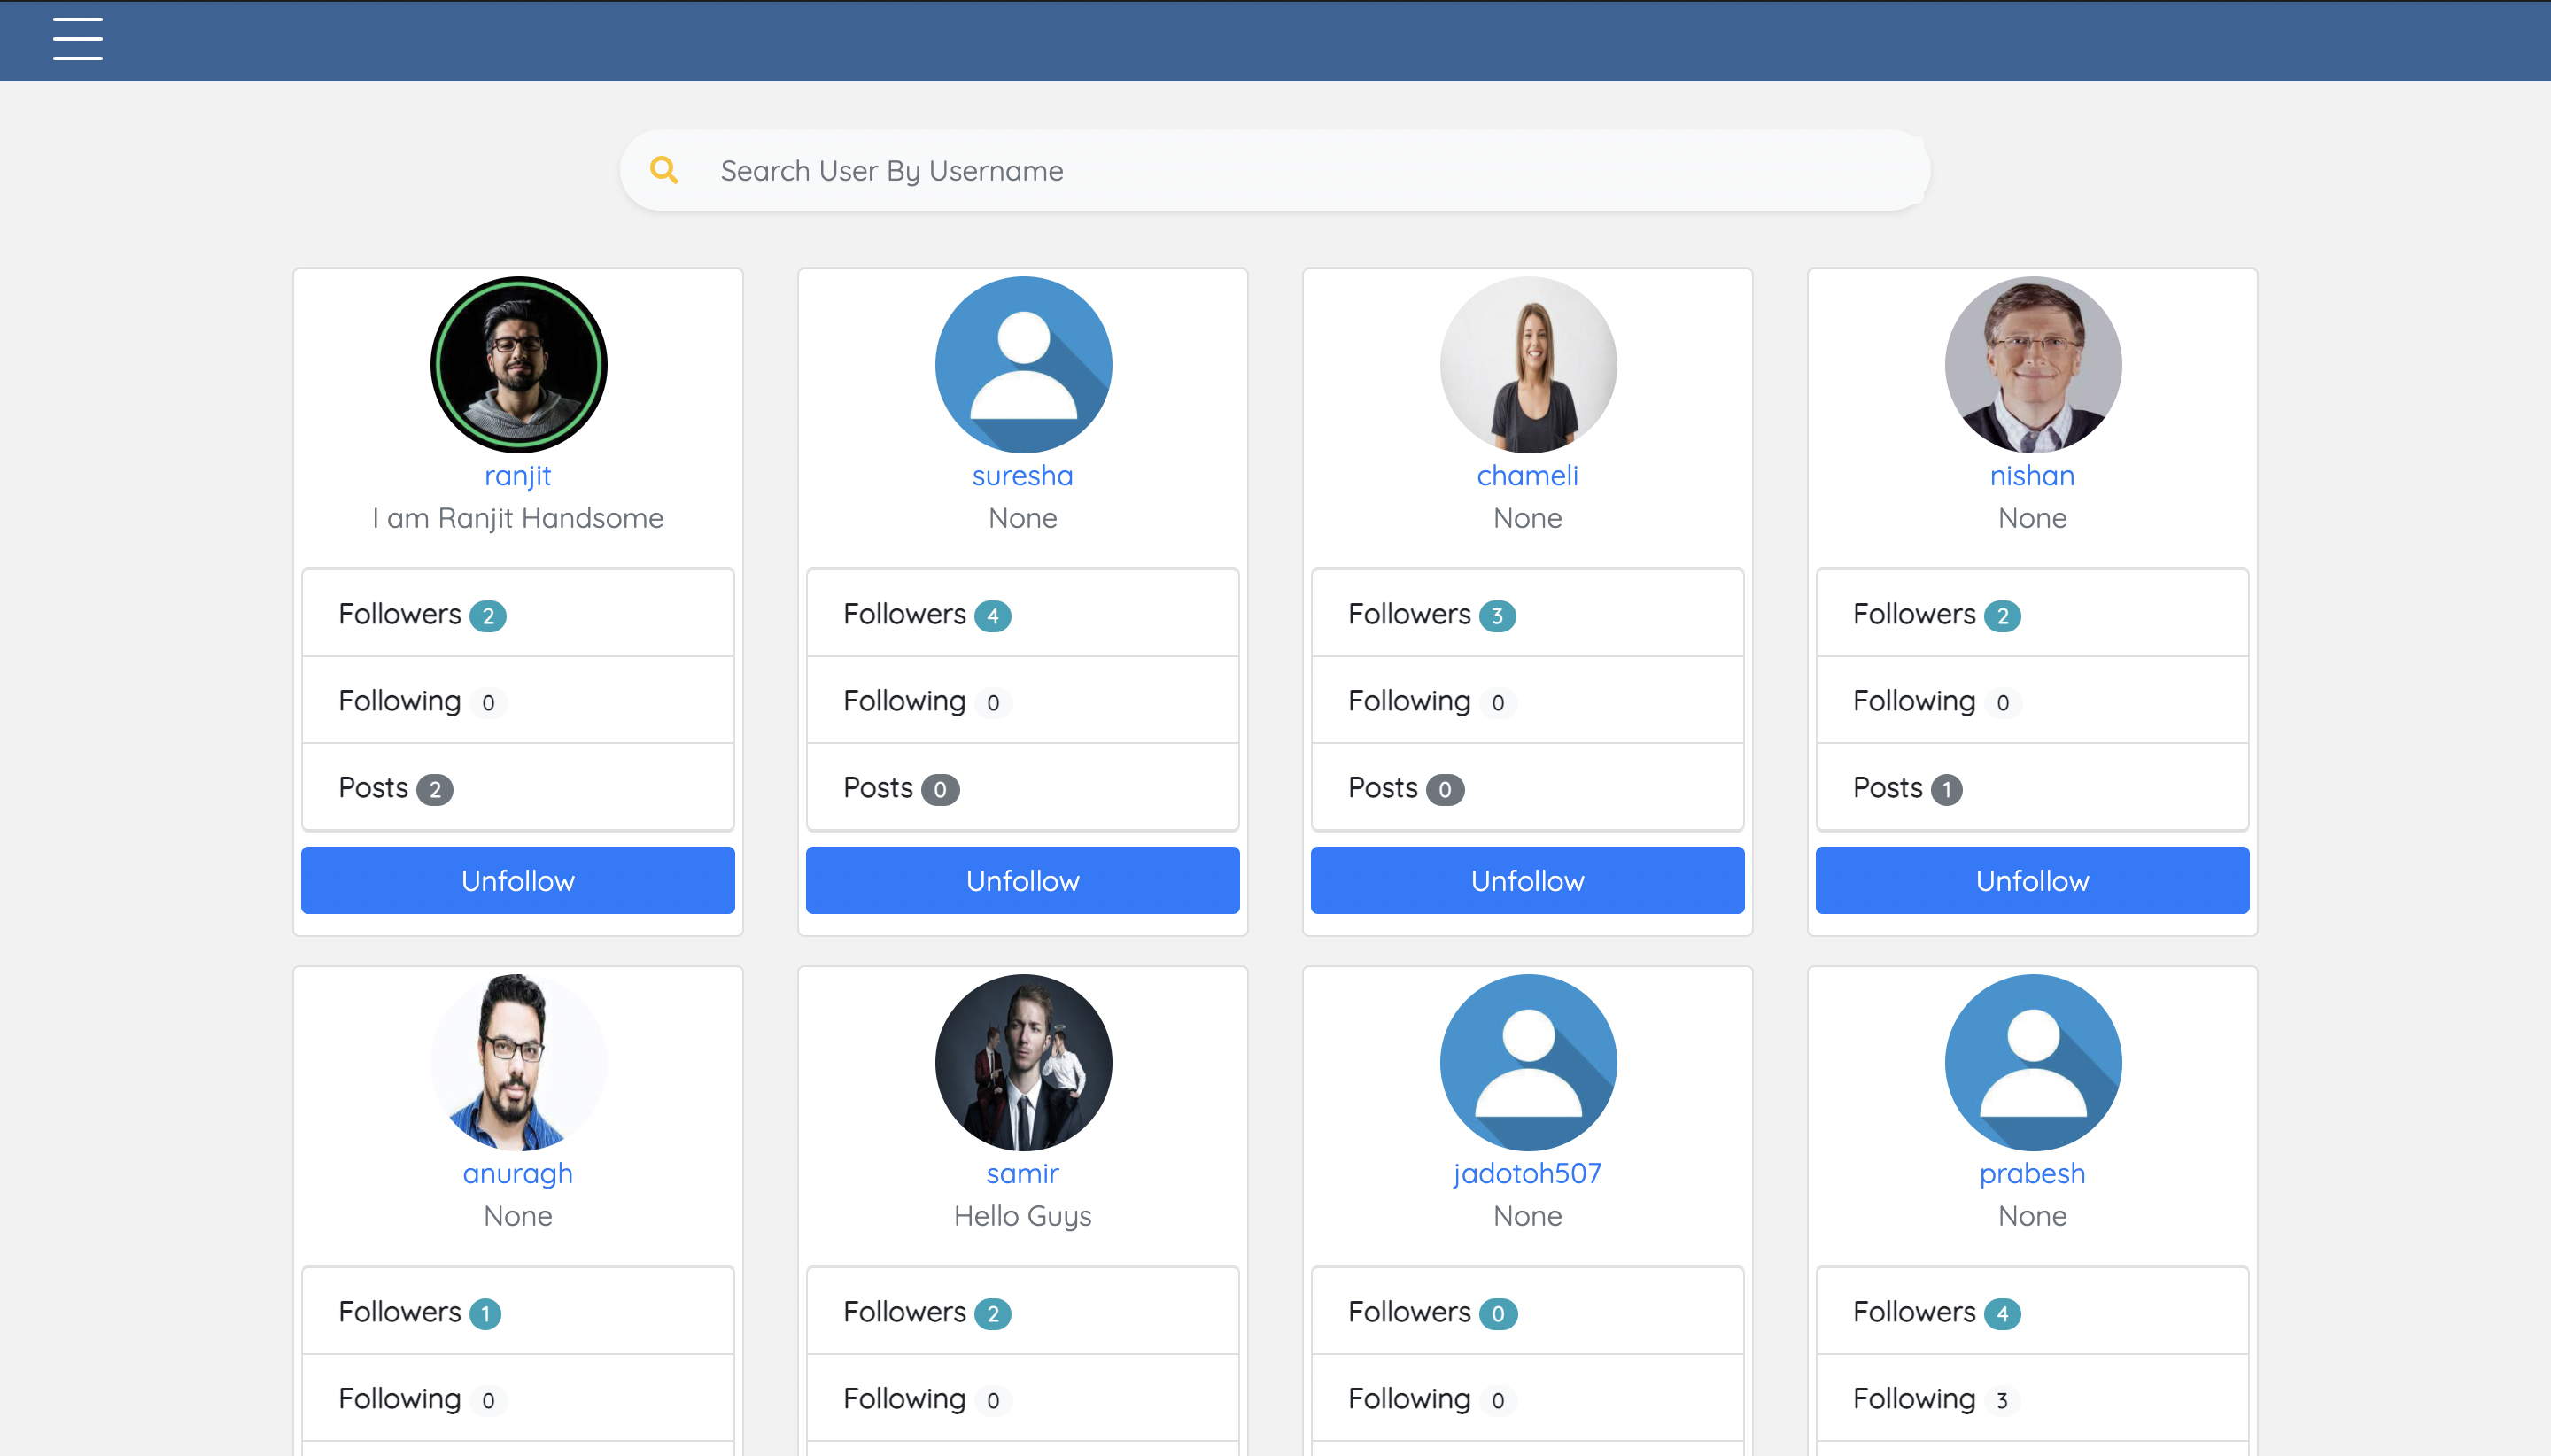 Search User By Username
ranjit
I am Ranjit Handsome
Followers 2
Following 0
Posts 2
Unfollow
suresha
None
Followers 4
Following 0
Posts 0
Unfollow
chameli
None
Followers 3
Following 0
Posts 0
Unfollow
nishan
None
Followers 2
Following 0
Posts 1
Unfollow
anuragh
None
Followers 1
Following 0
samir
Hello Guys
Followers 2
Following 0
jadotoh507
None
Followers 0
Following 0
prabesh
None
Followers 4
Following 3